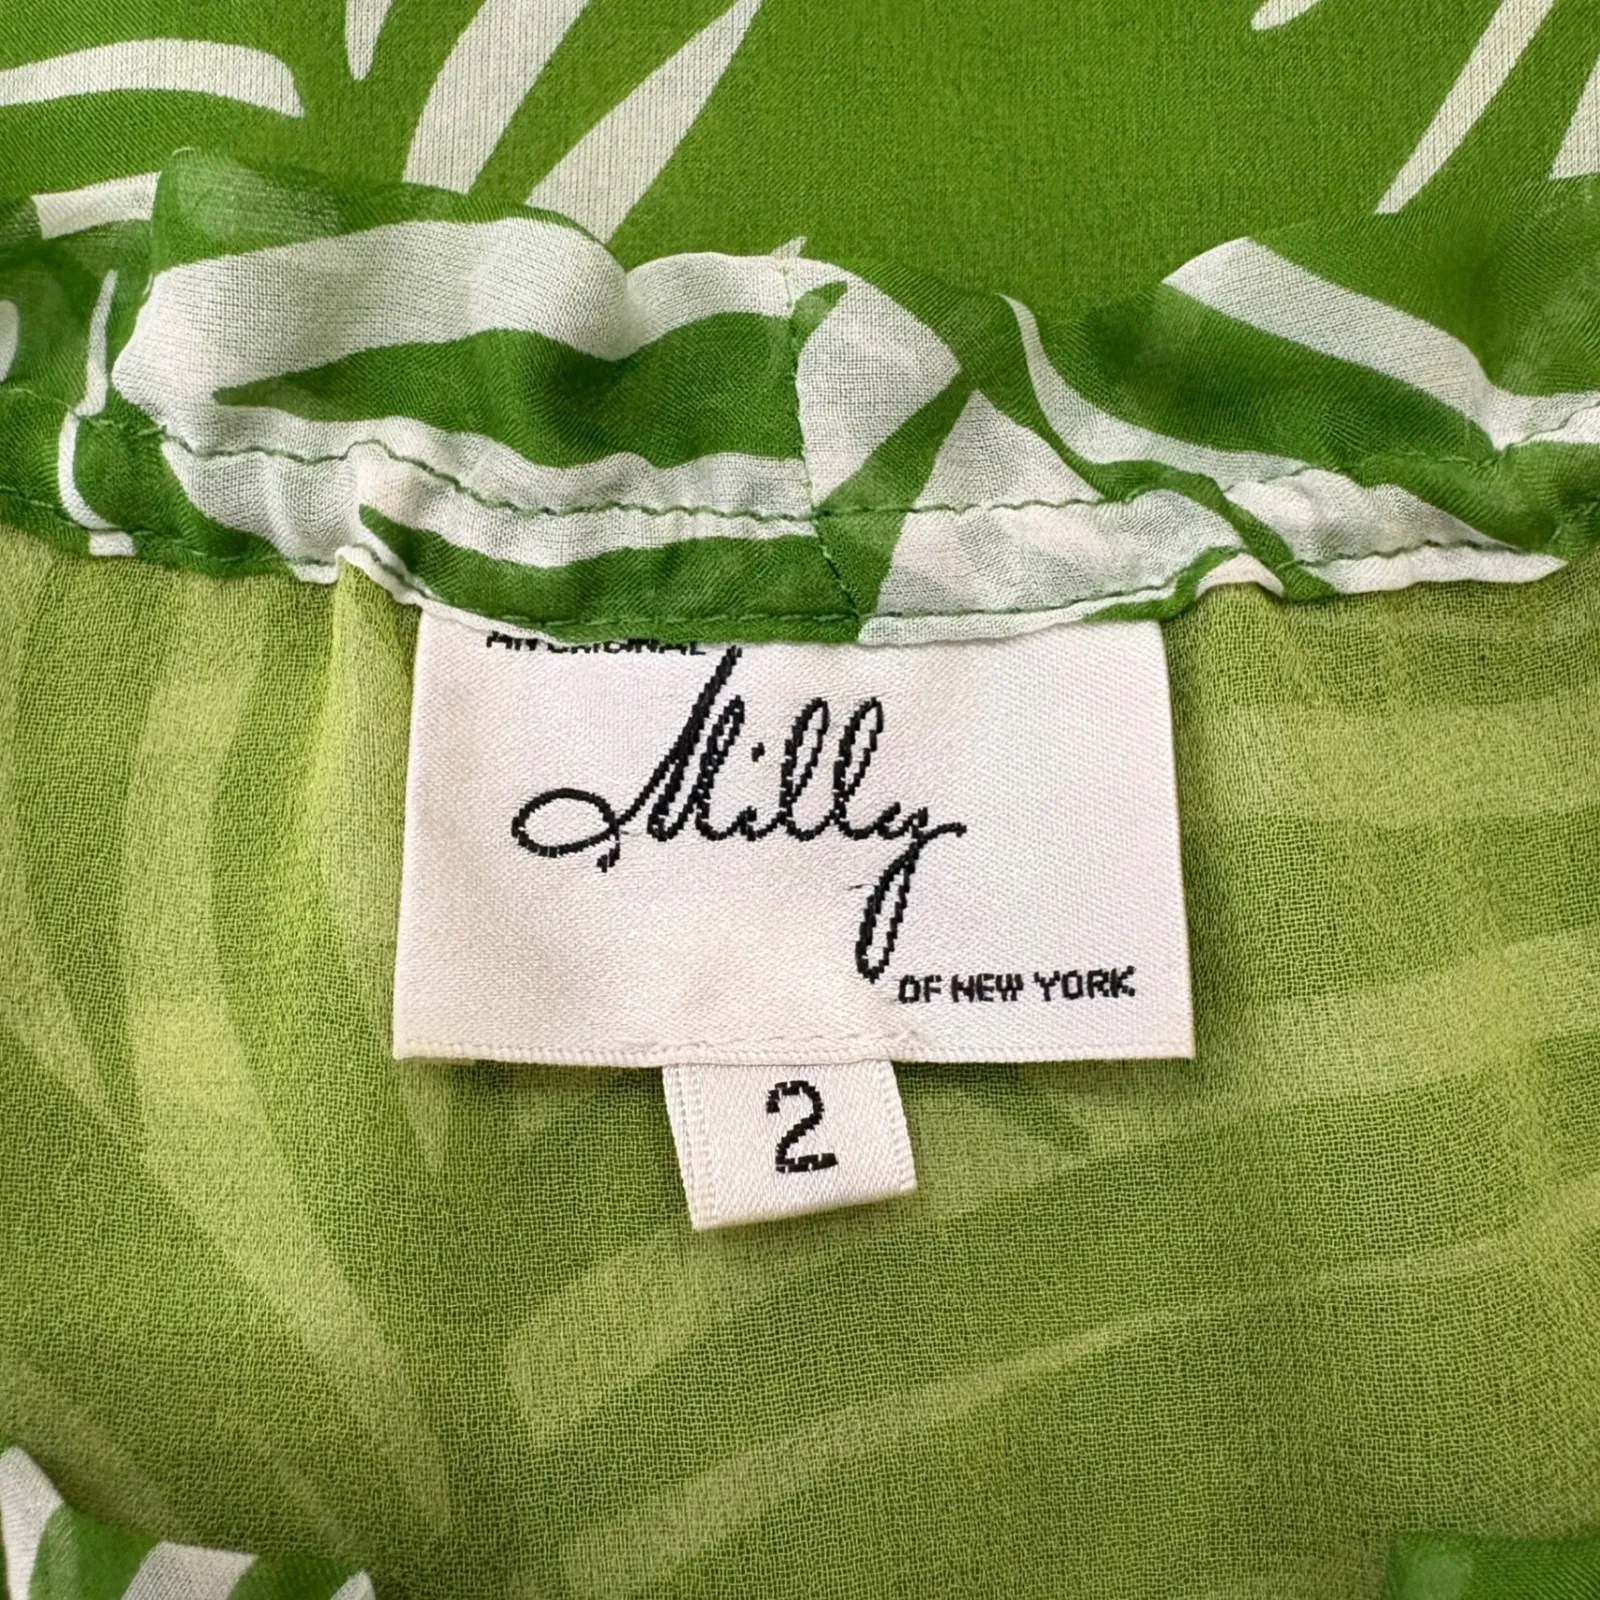 AN ORIGINAL
Milly
OF NEW YORK
2